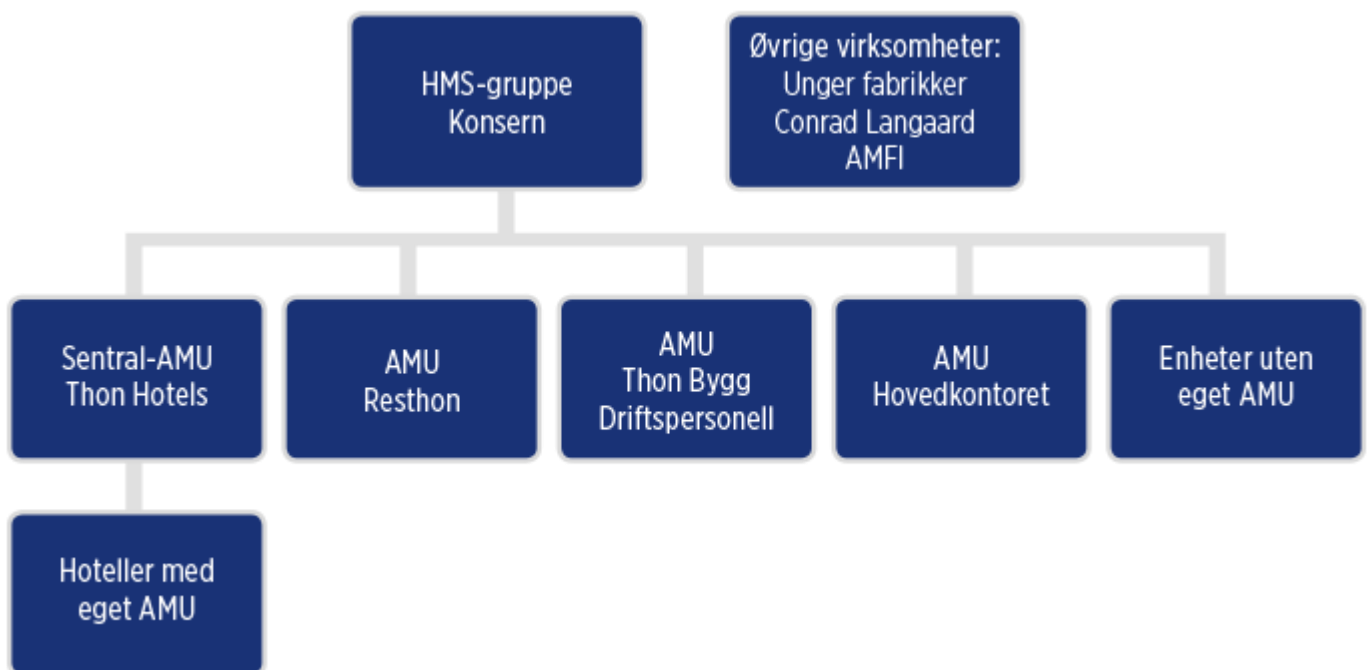 HMS-gruppe
Konsern
Øvrige virksomheter:
Unger fabrikker
Conrad Langaard
AMFI
Sentral-AMU
Thon Hotels
AMU
Resthon
AMU
Thon Bygg
Driftspersonell
AMU
Hovedkontoret
Enheter uten
eget AMU
Hoteller med
eget AMU